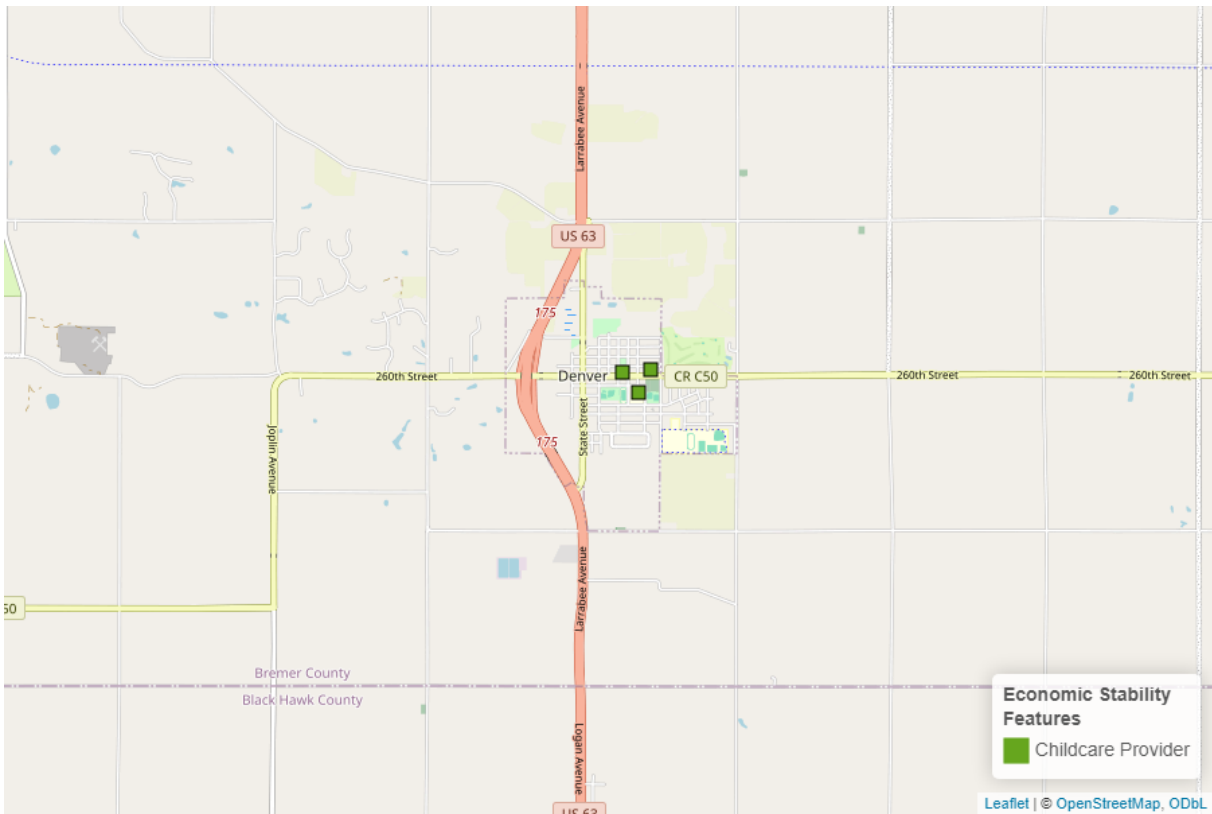 Larrabee Avenue
US 63
175
260th Street
Denver
CR C50
260th Street
260th Street
Joplin Avenue
State Street
175
Larrabee Avenue
50
Bremer County
Black Hawk County
Logan Avenue
US 63
Economic Stability
Features
Childcare Provider
Leaflet | © OpenStreetMap, ODbL